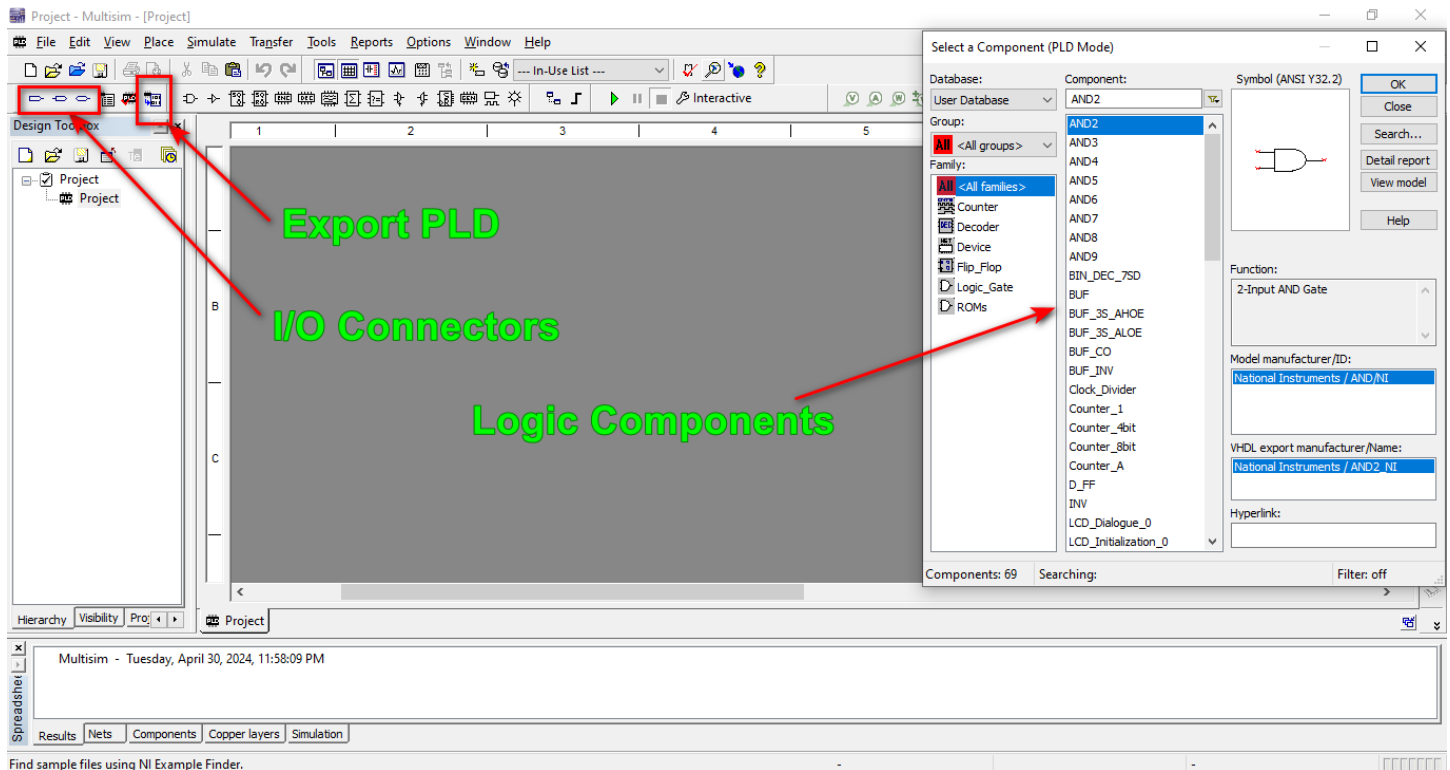 Project - Multisim - [Project]
File Edit View Place Simulate Transfer Tools Reports Options Window Help
--- In-Use List ---
Interactive
Design Toolbox
1 2 3 4 5
Project
Project
B
C
Export PLD
I/O Connectors
Logic Components
Hierarchy Visibility Proj
Project
Select a Component (PLD Mode)
Database:
User Database
Group:
All <All groups>
Family:
All <All families>
Counter
Decoder
Device
Flip_Flop
Logic_Gate
ROMs
Component:
AND2
AND2
AND3
AND4
AND5
AND6
AND7
AND8
AND9
BIN_DEC_7SD
BUF
BUF_3S_AHOE
BUF_3S_ALOE
BUF_CO
BUF_INV
Clock_Divider
Counter_1
Counter_4bit
Counter_8bit
Counter_A
D_FF
INV
LCD_Dialogue_0
LCD_Initialization_0
Symbol (ANSI Y32.2)
OK
Close
Search...
Detail report
View model
Help
Function:
2-Input AND Gate
Model manufacturer/ID:
National Instruments / AND/NI
VHDL export manufacturer/Name:
National Instruments / AND2_NI
Hyperlink:
Components: 69 Searching: Filter: off
Multisim - Tuesday, April 30, 2024, 11:58:09 PM
Results Nets Components Copper layers Simulation
Find sample files using NI Example Finder. - -